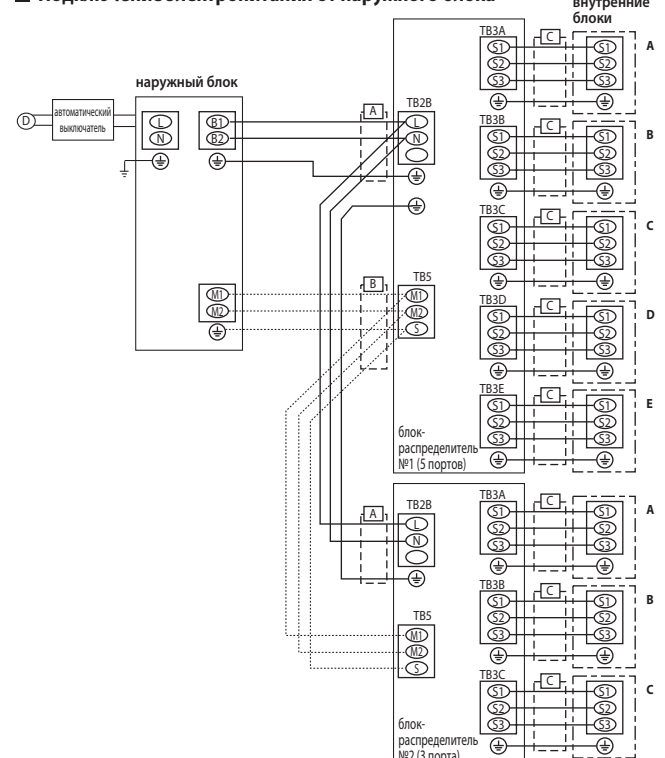 ■ Подключение электропитания от наружного блока
внутренние
блоки
наружный блок
D
автоматический
выключатель
L
N
B1
B2
M1
M2
A
TB2B
L
N
B
TB5
M1
M2
S
TB3A
S1
S2
S3
C
S1
S2
S3
A
TB3B
S1
S2
S3
C
S1
S2
S3
B
TB3C
S1
S2
S3
C
S1
S2
S3
C
TB3D
S1
S2
S3
C
S1
S2
S3
D
TB3E
S1
S2
S3
C
S1
S2
S3
E
блок-
распределитель
№1 (5 портов)
A
TB2B
L
N
TB5
M1
M2
S
TB3A
S1
S2
S3
C
S1
S2
S3
A
TB3B
S1
S2
S3
C
S1
S2
S3
B
TB3C
S1
S2
S3
C
S1
S2
S3
C
блок-
распределитель
№2 (3 порта)